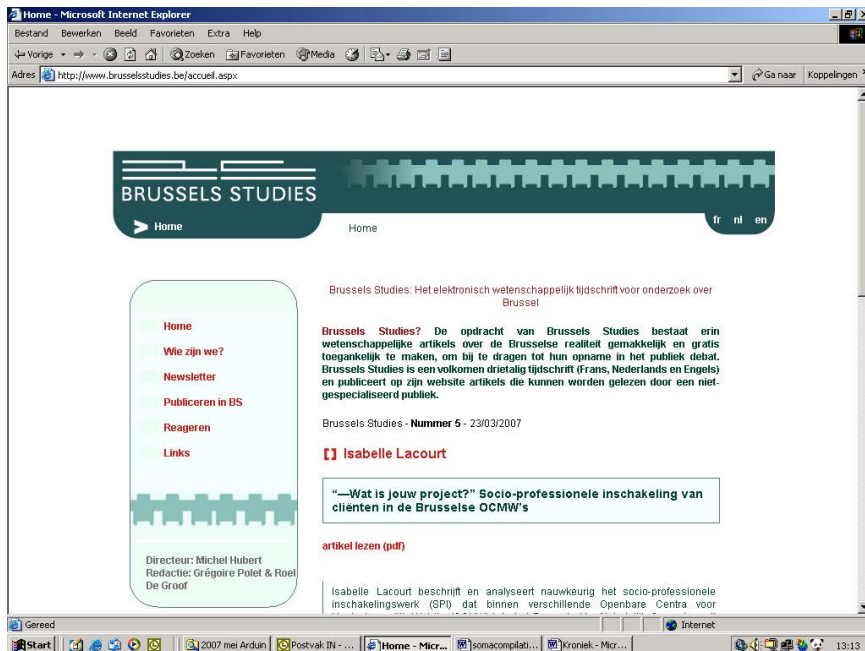 Home - Microsoft Internet Explorer
Bestand Bewerken Beeld Favorieten Extra Help
Vorige Zoeken Favorieten Media
Adres http://www.brusselsstudies.be/accueil.aspx Ga naar Koppelingen
BRUSSELS STUDIES
Home
Home
fr nl en
Home
Wie zijn we?
Newsletter
Publiceren in BS
Reageren
Links
Directeur: Michel Hubert
Redactie: Grégoire Polet & Roel
De Groof
Brussels Studies: Het elektronisch wetenschappelijk tijdschrift voor onderzoek over
Brussel
Brussels Studies? De opdracht van Brussels Studies bestaat erin
wetenschappelijke artikels over de Brusselse realiteit gemakkelijk en gratis
toegankelijk te maken, om bij te dragen tot hun opname in het publiek debat.
Brussels Studies is een volkomen drietalig tijdschrift (Frans, Nederlands en Engels)
en publiceert op zijn website artikels die kunnen worden gelezen door een niet-
gespecialiseerd publiek.
Brussels Studies - Nummer 5 - 23/03/2007
[] Isabelle Lacourt
“—Wat is jouw project?” Socio-professionele inschakeling van
cliënten in de Brusselse OCMW's
artikel lezen (pdf)
Isabelle Lacourt beschrijft en analyseert nauwkeurig het socio-professionele
inschakelingswerk (SPI) dat binnen verschillende Openbare Centra voor
Gereed Internet
Start 2007 mei Arduin Postvak IN - ... Home - Micr... somacompilati... Kroniek - Micr... 13:13